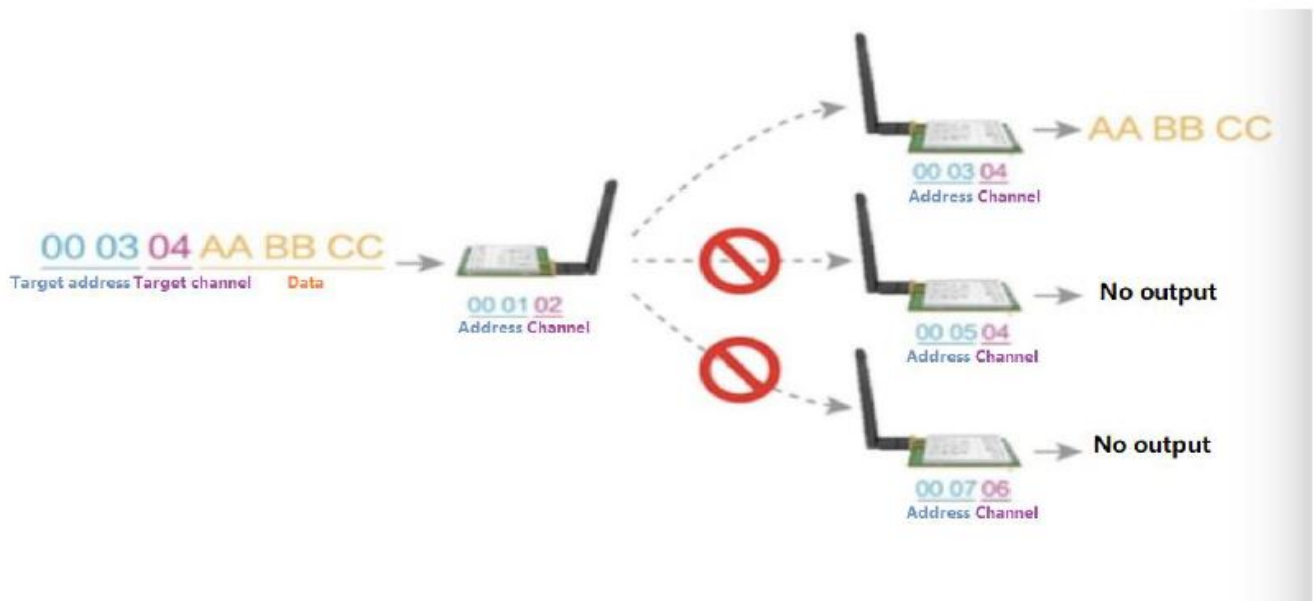 00 03 04 AA BB CC
Target address Target channel Data
00 01 02
Address Channel
AA BB CC
00 03 04
Address Channel
No output
00 05 04
Address Channel
No output
00 07 06
Address Channel